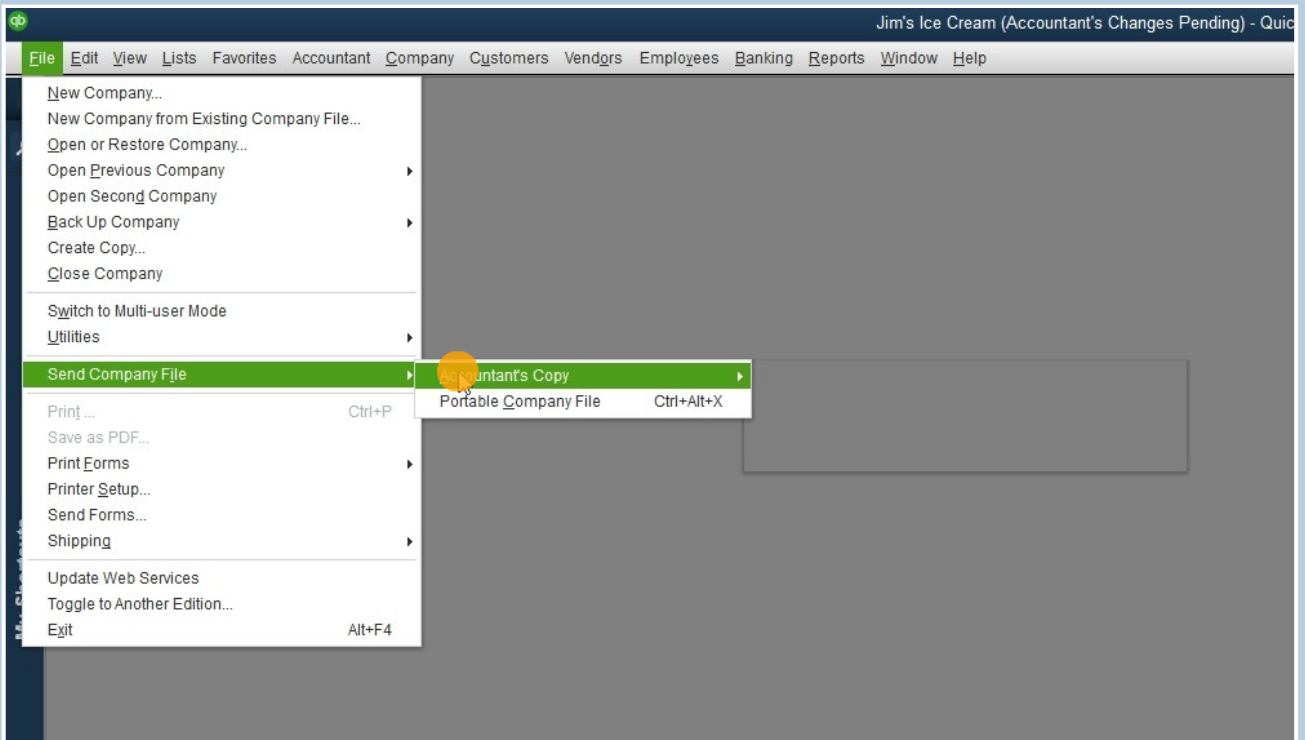 qb
Jim's Ice Cream (Accountant's Changes Pending) - Quic
File Edit View Lists Favorites Accountant Company Customers Vendors Employees Banking Reports Window Help
New Company...
New Company from Existing Company File...
Open or Restore Company...
Open Previous Company
Open Second Company
Back Up Company
Create Copy...
Close Company
Switch to Multi-user Mode
Utilities
Send Company File
Accountant's Copy
Portable Company File Ctrl+Alt+X
Print ... Ctrl+P
Save as PDF...
Print Forms
Printer Setup...
Send Forms...
Shipping
Update Web Services
Toggle to Another Edition...
Exit Alt+F4